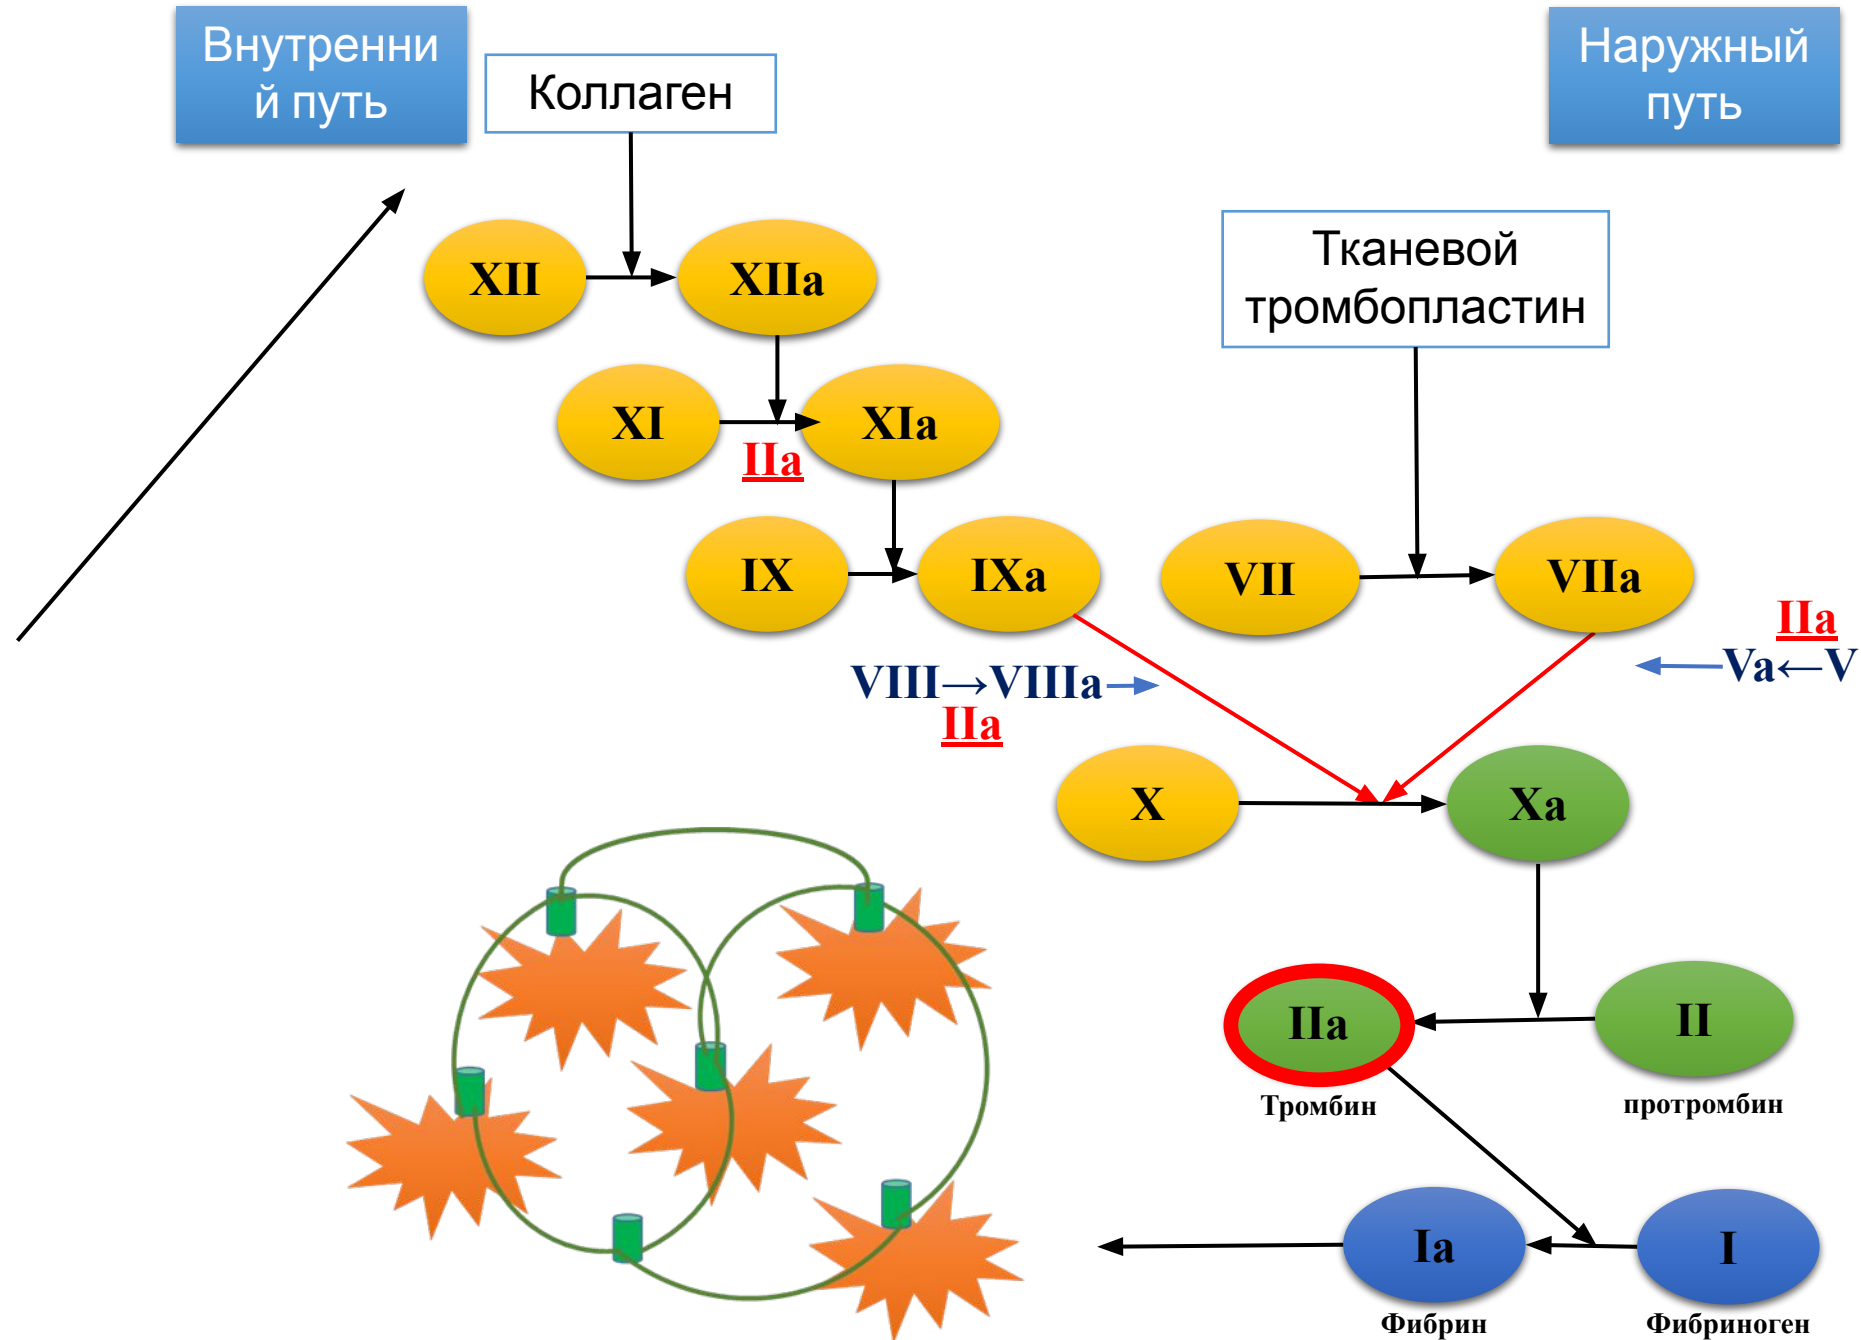 Внутренни
й путь
Коллаген
Наружный
путь
XII
XIIa
Тканевой
тромбопластин
XI
XIa
IIa
IX
IXa
VII
VIIa
IIa
VIII→VIIIa
Va←V
IIa
X
Xa
IIa
II
Тромбин
протромбин
Ia
I
Фибрин
Фибриноген